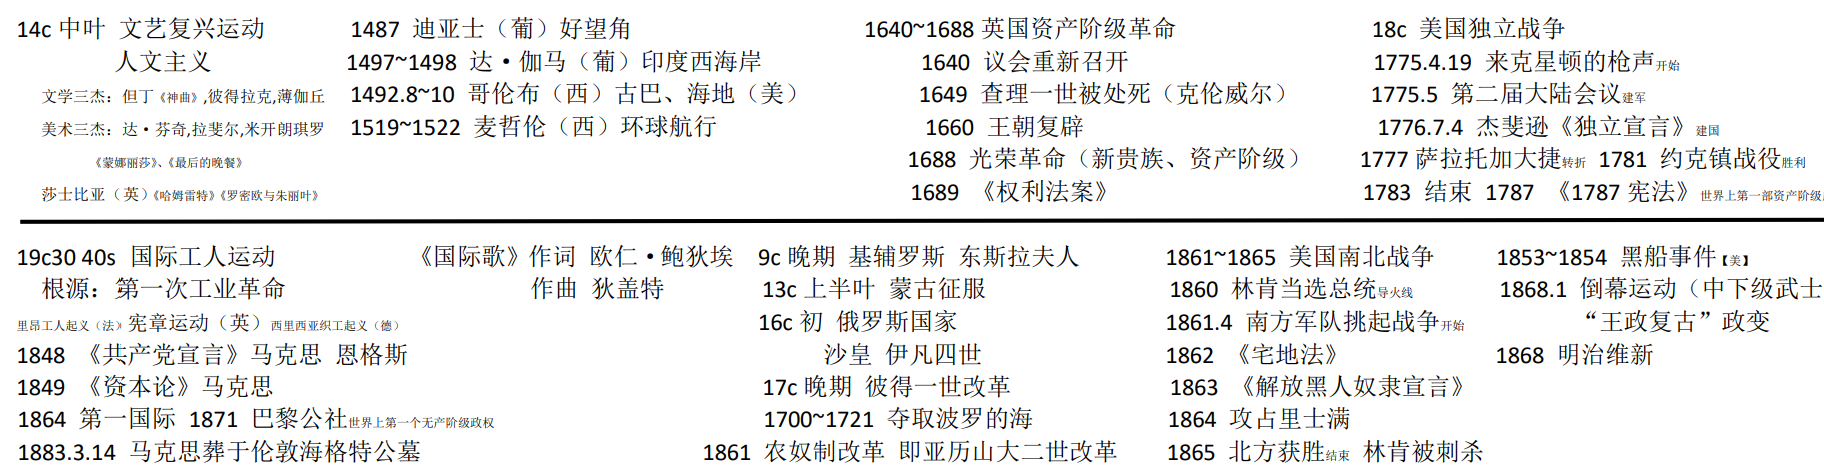 14c 中叶 文艺复兴运动
人文主义
文学三杰：但丁《神曲》,彼得拉克,薄伽丘
美术三杰：达·芬奇,拉斐尔,米开朗琪罗
《蒙娜丽莎》、《最后的晚餐》
莎士比亚（英）《哈姆雷特》《罗密欧与朱丽叶》
1487 迪亚士（葡）好望角
1497~1498 达·伽马（葡）印度西海岸
1492.8~10 哥伦布（西）古巴、海地（美）
1519~1522 麦哲伦（西）环球航行
1640~1688 英国资产阶级革命
1640 议会重新召开
1649 查理一世被处死（克伦威尔）
1660 王朝复辟
1688 光荣革命（新贵族、资产阶级）
1689 《权利法案》
18c 美国独立战争
1775.4.19 来克星顿的枪声开始
1775.5 第二届大陆会议建军
1776.7.4 杰斐逊《独立宣言》建国
1777 萨拉托加大捷转折 1781 约克镇战役胜利
1783 结束 1787 《1787 宪法》世界上第一部资产阶级
19c30 40s 国际工人运动
根源：第一次工业革命
里昂工人起义（法）宪章运动（英）西里西亚织工起义（德）
1848 《共产党宣言》马克思 恩格斯
1849 《资本论》马克思
1864 第一国际 1871 巴黎公社世界上第一个无产阶级政权
1883.3.14 马克思葬于伦敦海格特公墓
《国际歌》作词 欧仁·鲍狄埃
作曲 狄盖特
9c 晚期 基辅罗斯 东斯拉夫人
13c 上半叶 蒙古征服
16c 初 俄罗斯国家
沙皇 伊凡四世
17c 晚期 彼得一世改革
1700~1721 夺取波罗的海
1861 农奴制改革 即亚历山大二世改革
1861~1865 美国南北战争
1860 林肯当选总统导火线
1861.4 南方军队挑起战争开始
1862 《宅地法》
1863 《解放黑人奴隶宣言》
1864 攻占里士满
1865 北方获胜结束 林肯被刺杀
1853~1854 黑船事件【美】
1868.1 倒幕运动（中下级武士
“王政复古”政变
1868 明治维新